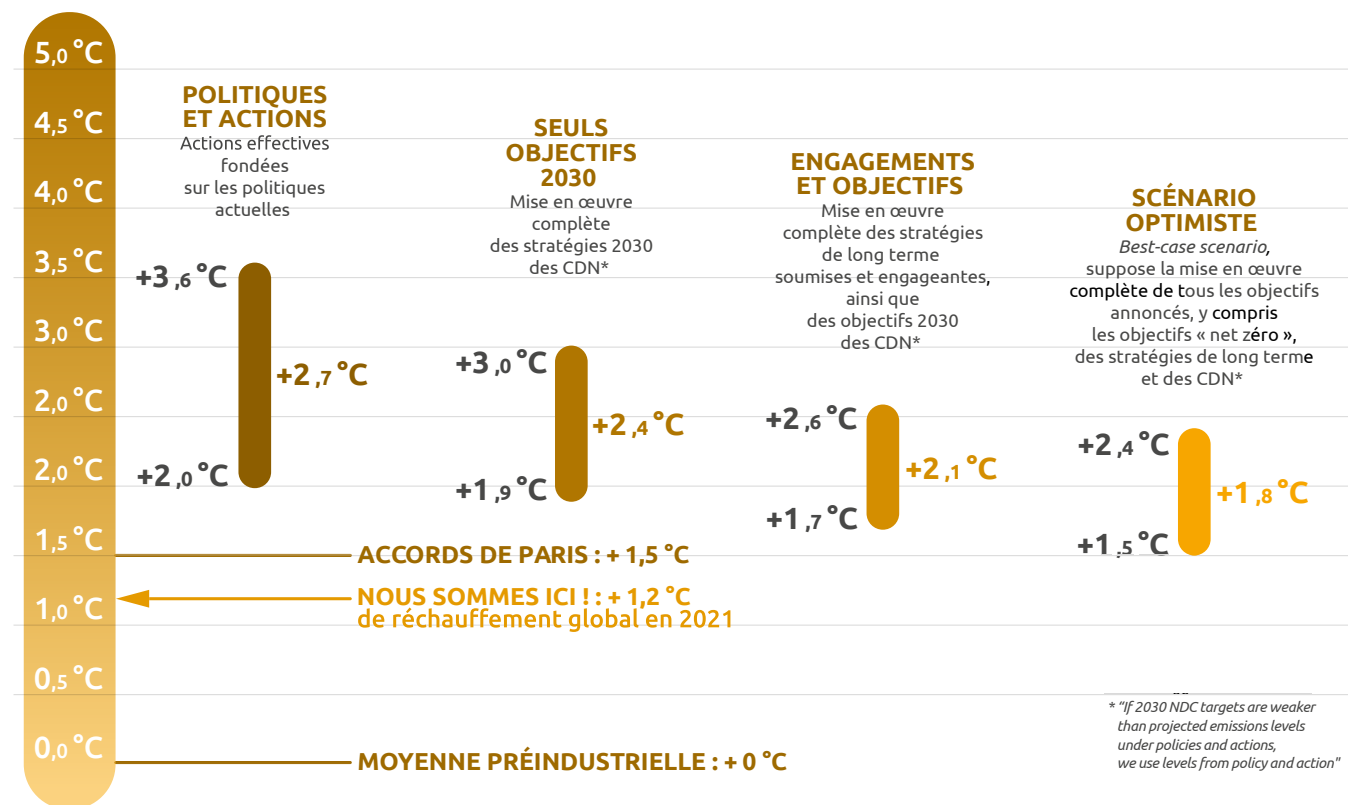 5,0 °C
4,5 °C
4,0 °C
3,5 °C
3,0 °C
2,0 °C
2,0 °C
1,5 °C
1,0 °C
0,5 °C
0,0 °C
POLITIQUES
ET ACTIONS
Actions effectives
fondées
sur les politiques
actuelles
+3,6 °C
+2,7 °C
+2,0 °C
SEULS
OBJECTIFS
2030
Mise en œuvre
complète
des stratégies 2030
des CDN*
+3,0 °C
+2,4 °C
+1,9 °C
ENGAGEMENTS
ET OBJECTIFS
Mise en œuvre
complète des stratégies
de long terme
soumises et engageantes,
ainsi que
des objectifs 2030
des CDN*
+2,6 °C
+2,1 °C
+1,7 °C
SCÉNARIO
OPTIMISTE
Best-case scenario,
suppose la mise en œuvre
complète de tous les objectifs
annoncés, y compris
les objectifs « net zéro »,
des stratégies de long terme
et des CDN*
+2,4 °C
+1,8 °C
+1,5 °C
ACCORDS DE PARIS : + 1,5 °C
NOUS SOMMES ICI ! : + 1,2 °C
de réchauffement global en 2021
MOYENNE PRÉINDUSTRIELLE : + 0 °C
* "If 2030 NDC targets are weaker
than projected emissions levels
under policies and actions,
we use levels from policy and action"